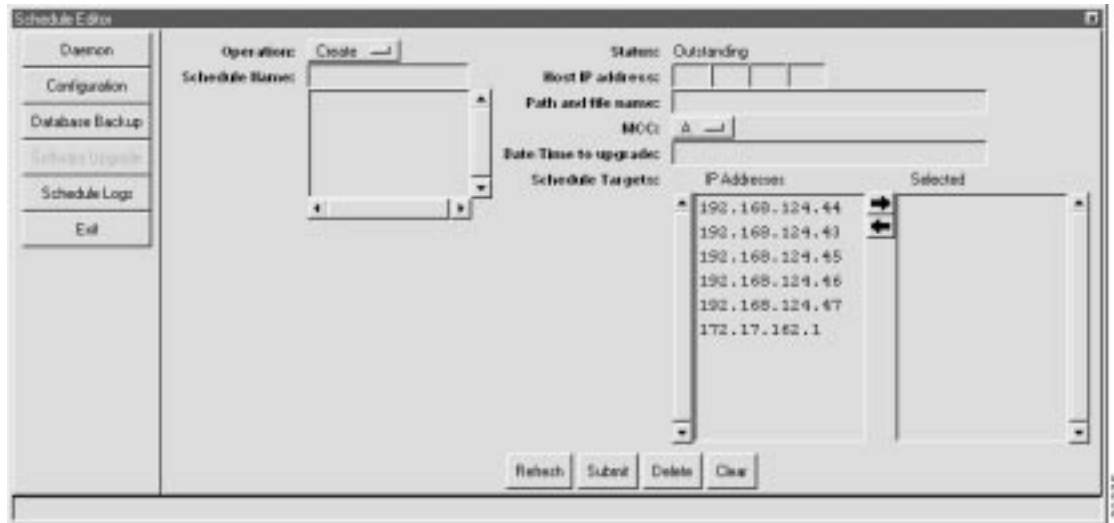 Schedule Editor
Daemon
Configuration
Database Backup
Software Upgrade
Schedule Logs
Exit
Operation: Create
Schedule Name:
Status: Outstanding
Host IP address:
Path and file name:
MCC: A
Date Time to upgrade:
Schedule Targets:
IP Addresses
Selected
192.168.124.44
192.168.124.43
192.168.124.45
192.168.124.46
192.168.124.47
172.17.162.1
Refresh
Submit
Delete
Clear